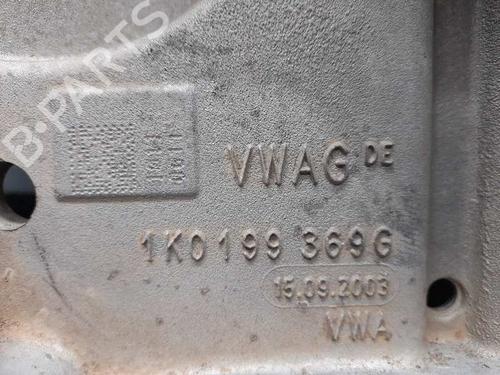 B-PARTS
VWAG DE
1K0 199 369G
15.09.2003
VWA